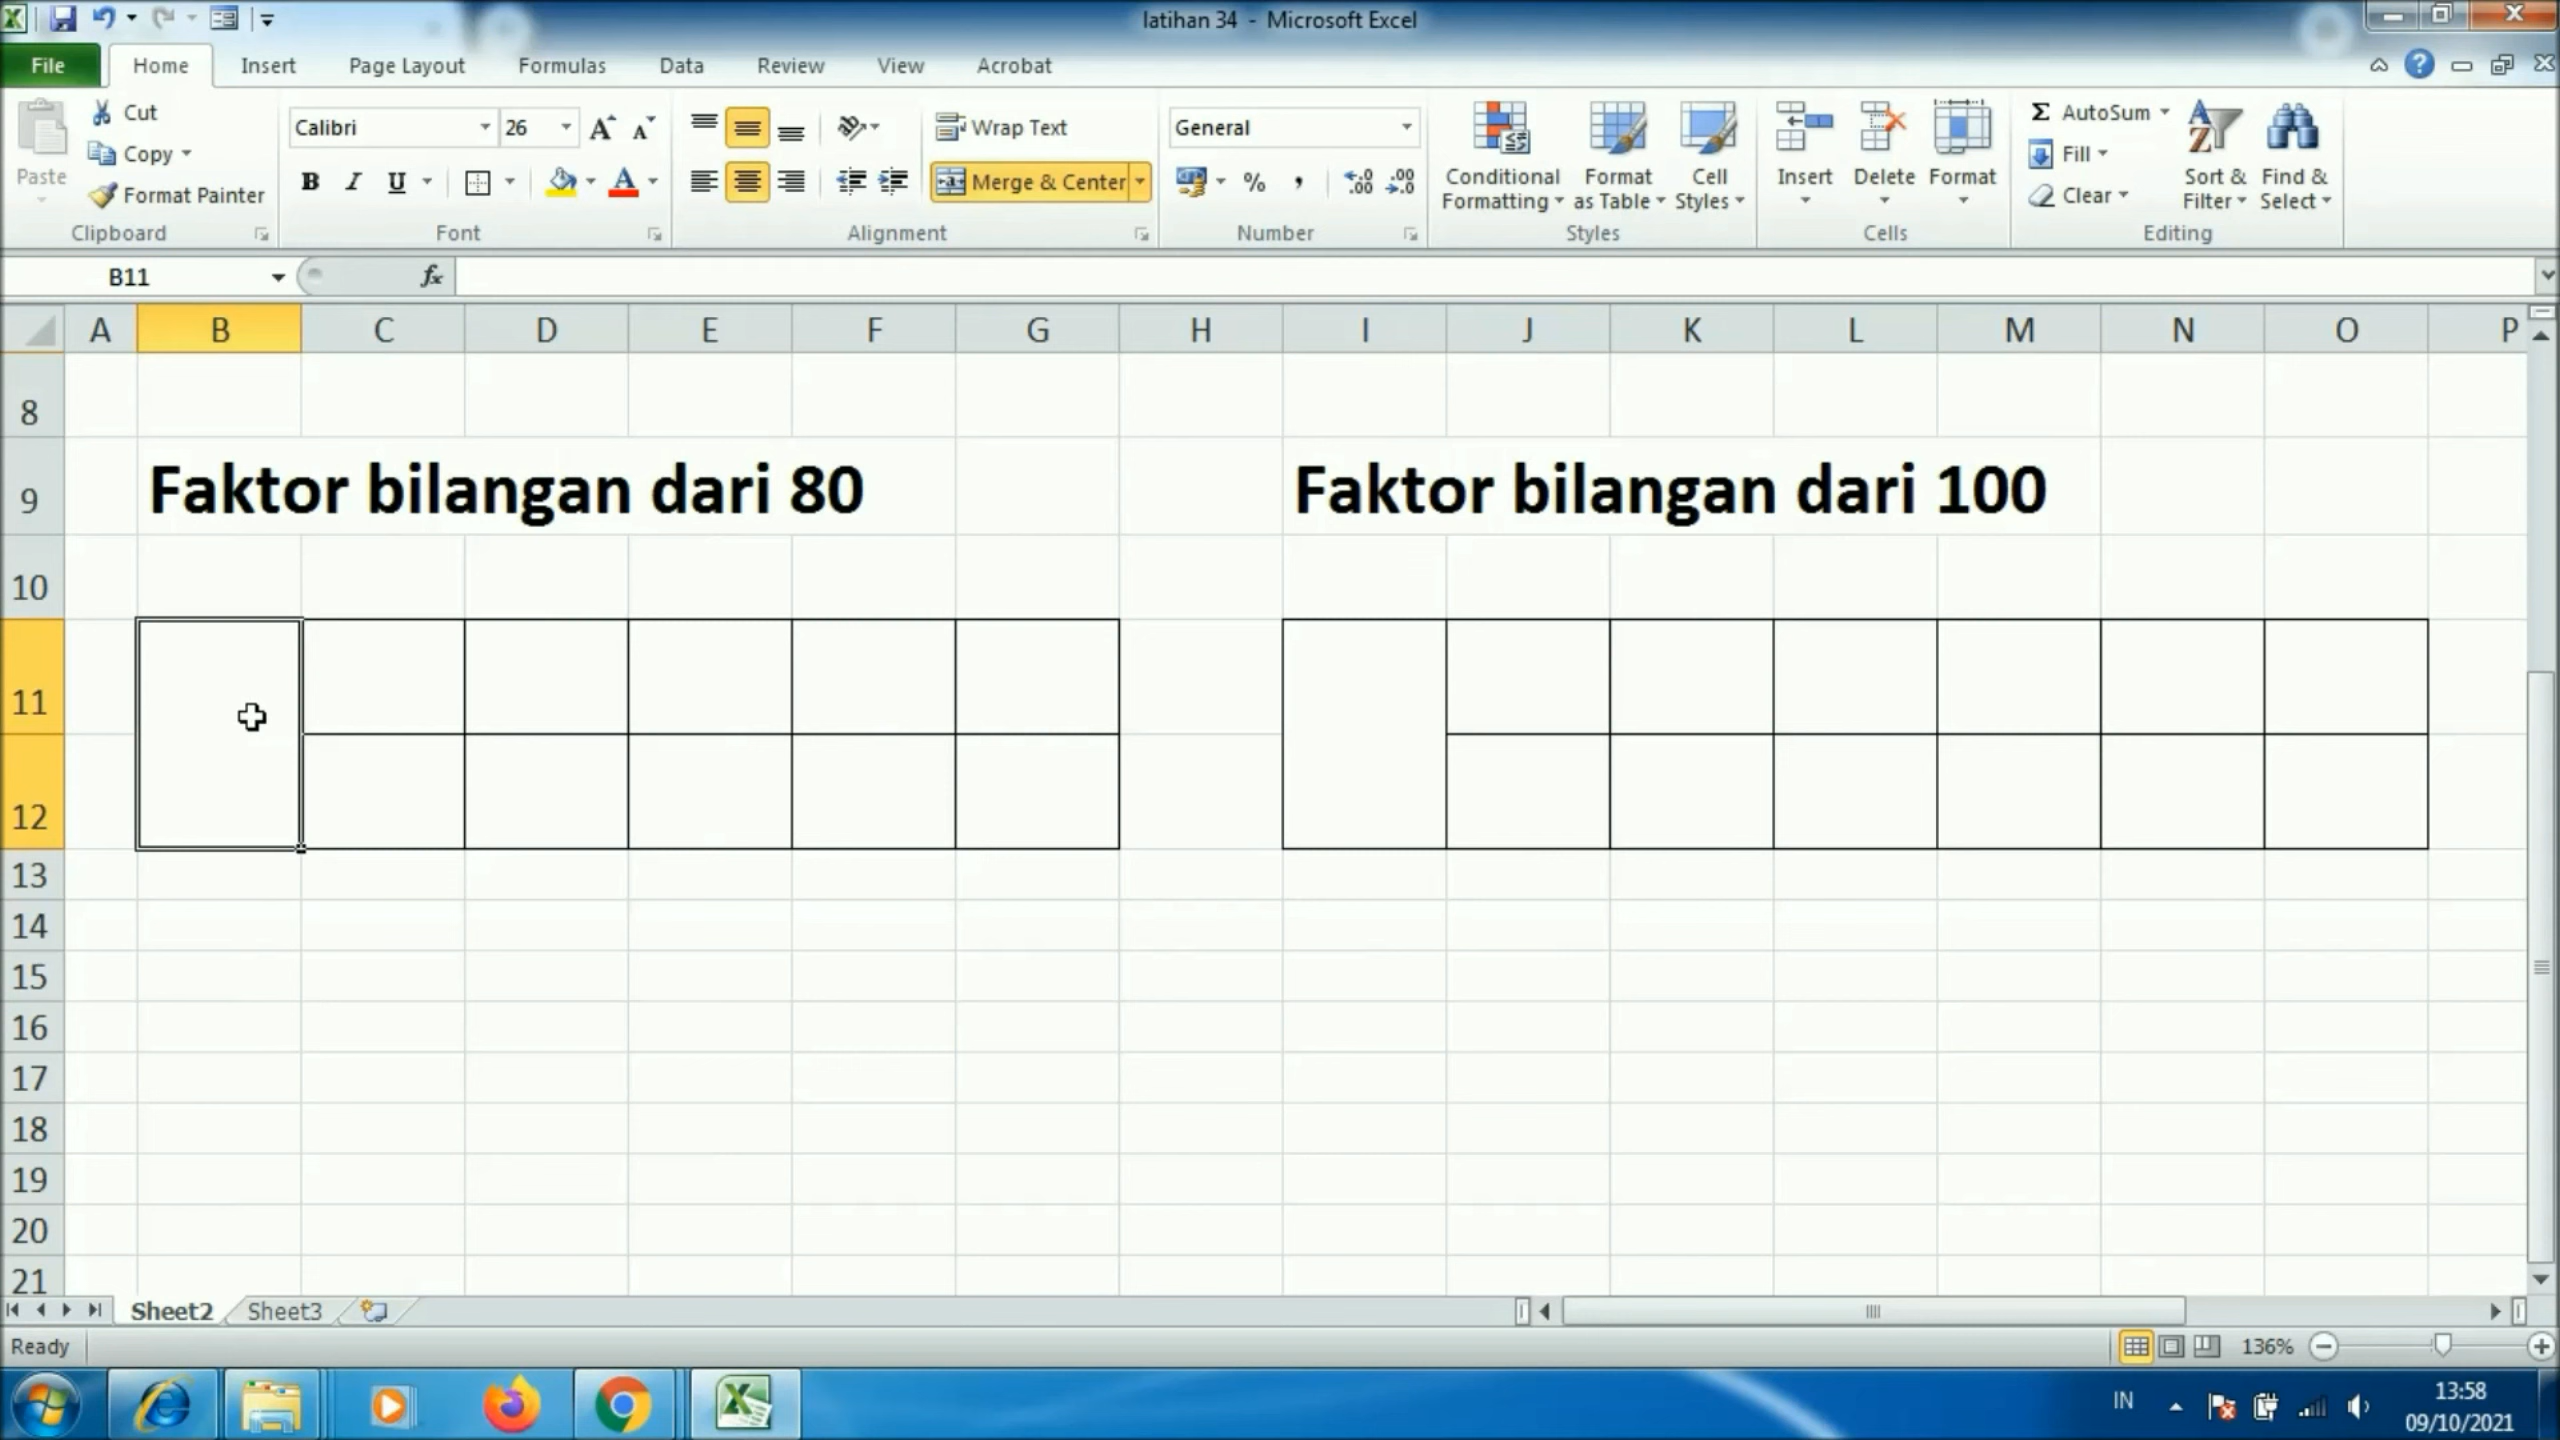 latihan 34 - Microsoft Excel
File Home Insert Page Layout Formulas Data Review View Acrobat
Cut
Copy
Format Painter
Paste
Clipboard
Calibri 26
B I U
Font
Wrap Text
Merge & Center
Alignment
General
%
Number
Conditional Formatting
Format as Table
Cell Styles
Styles
Insert Delete Format
Cells
Σ AutoSum
Fill
Clear
Sort & Filter
Find & Select
Editing
B11 fx
A B C D E F G H I J K L M N O P
8
9 Faktor bilangan dari 80 Faktor bilangan dari 100
10
11
12
13
14
15
16
17
18
19
20
21
Sheet2 Sheet3
Ready 136%
IN 13:58
09/10/2021